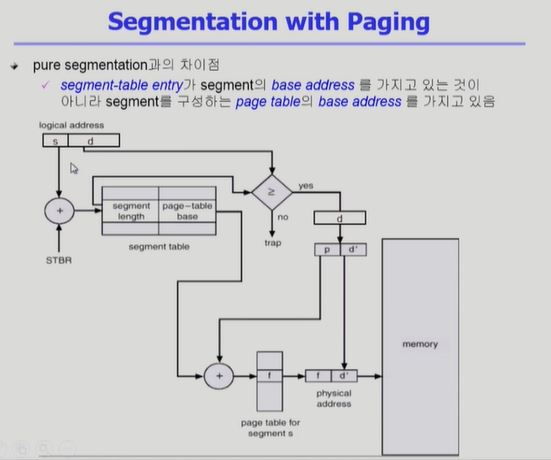 Segmentation with Paging
pure segmentation과의 차이점
segment-table entry가 segment의 base address 를 가지고 있는 것이
아니라 segment를 구성하는 page table의 base address 를 가지고 있음
logical address
s d
≥
yes
+
segment length
page-table base
no
d
trap
segment table
STBR
p d'
memory
+
f
f d'
physical
address
page table for
segment s